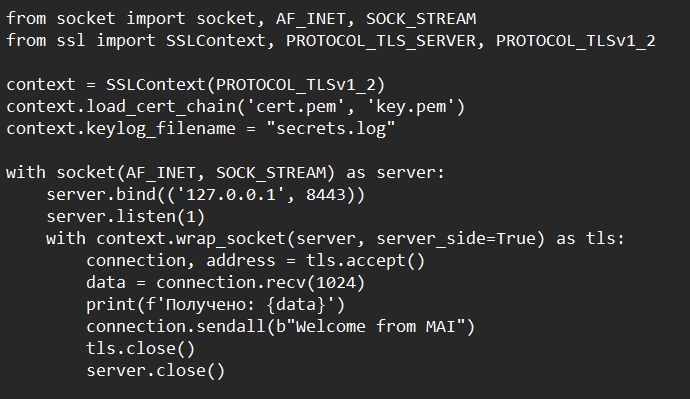 from socket import socket, AF_INET, SOCK_STREAM
from ssl import SSLContext, PROTOCOL_TLS_SERVER, PROTOCOL_TLSv1_2

context = SSLContext(PROTOCOL_TLSv1_2)
context.load_cert_chain('cert.pem', 'key.pem')
context.keylog_filename = "secrets.log"

with socket(AF_INET, SOCK_STREAM) as server:
    server.bind(('127.0.0.1', 8443))
    server.listen(1)
    with context.wrap_socket(server, server_side=True) as tls:
        connection, address = tls.accept()
        data = connection.recv(1024)
        print(f'Получено: {data}')
        connection.sendall(b"Welcome from MAI")
        tls.close()
        server.close()